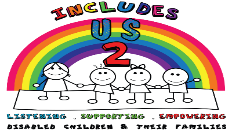 INCLUDES
US
2
LISTENING . SUPPORTING . EMPOWERING
DISABLED CHILDREN & THEIR FAMILIES